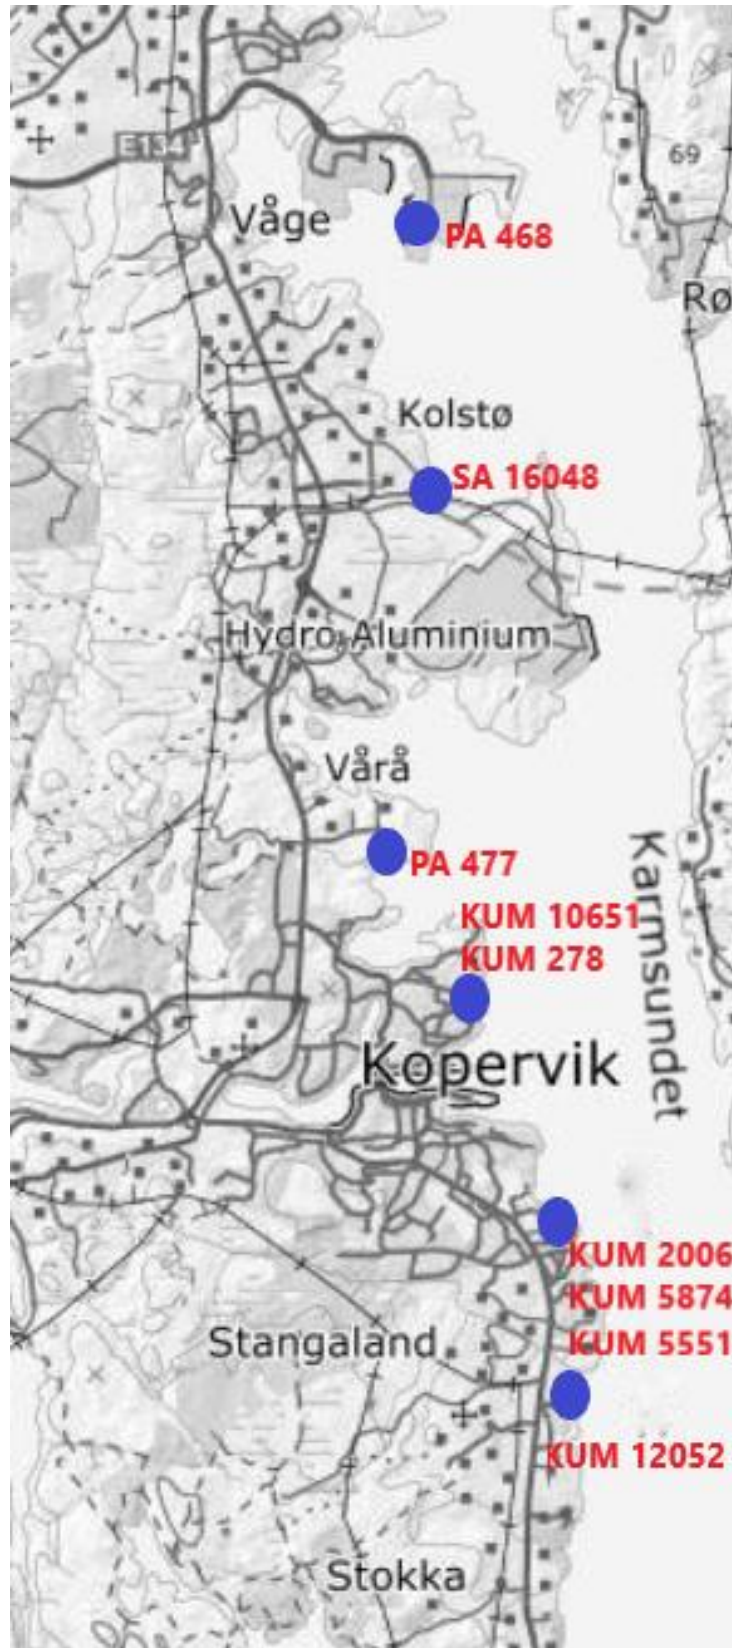 E134
69
Våge
PA 468
Rø
Kolstø
SA 16048
Hydro Aluminium
Vårå
PA 477
KUM 10651
KUM 278
Karmsundet
Kopervik
KUM 2006
KUM 5874
Stangaland
KUM 5551
KUM 12052
Stokka